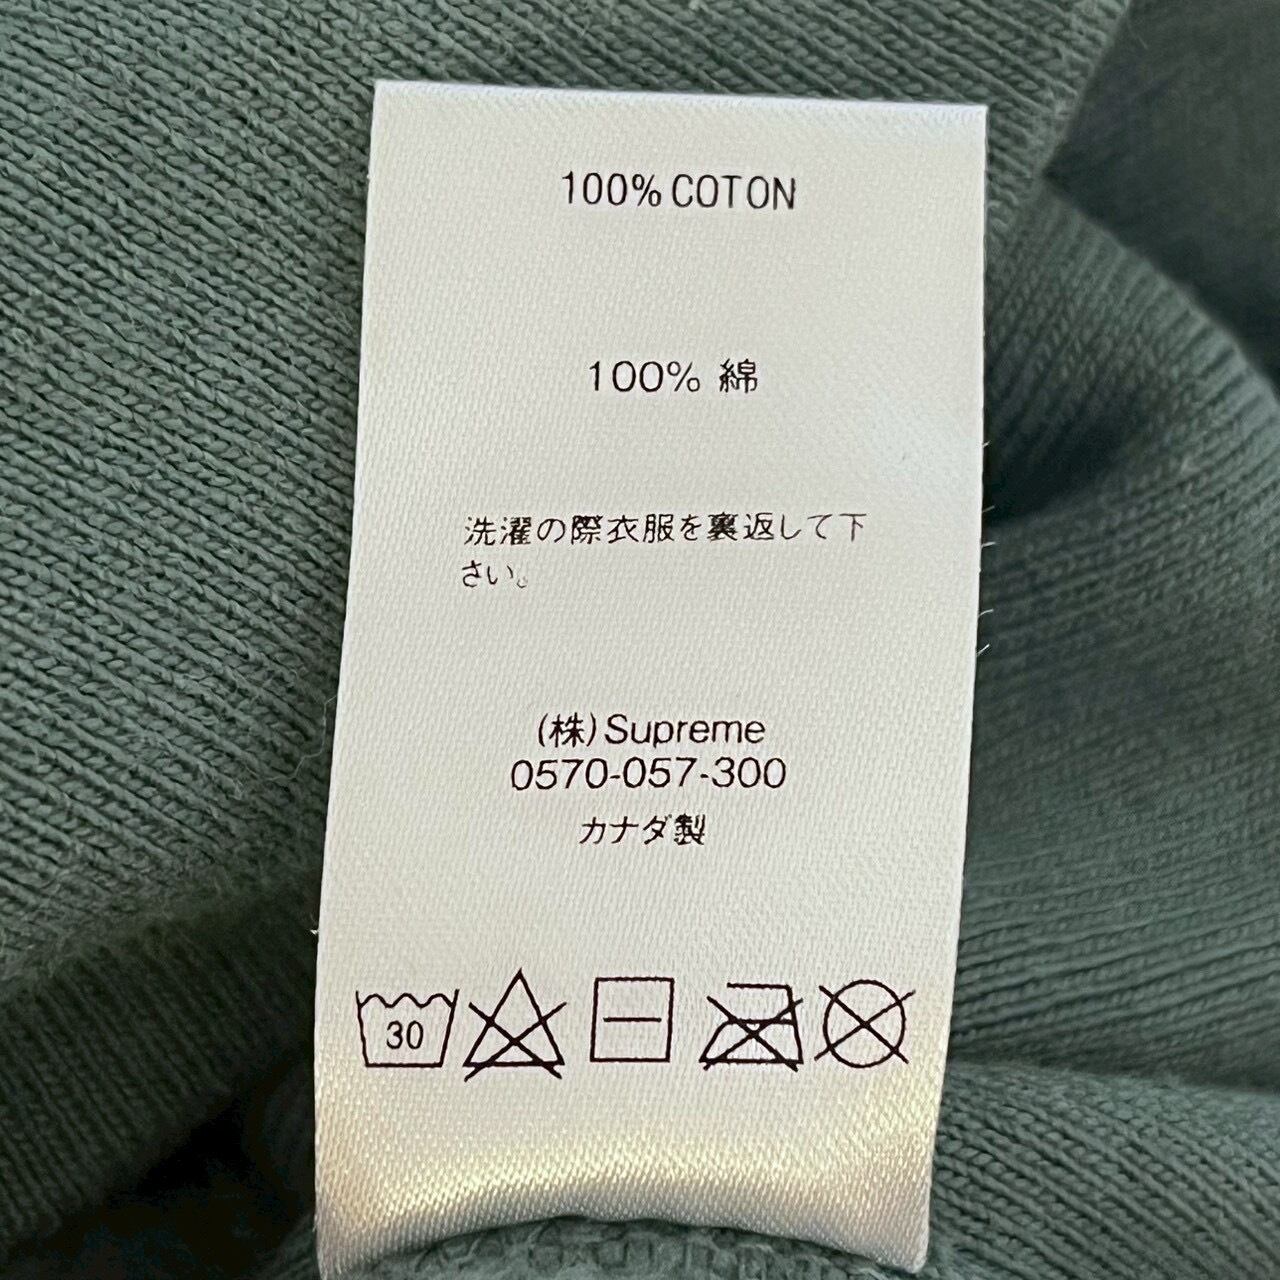 100% COTON
100% 綿
洗濯の際衣服を裏返して下
さい。
(株) Supreme
0570-057-300
カナダ製
30